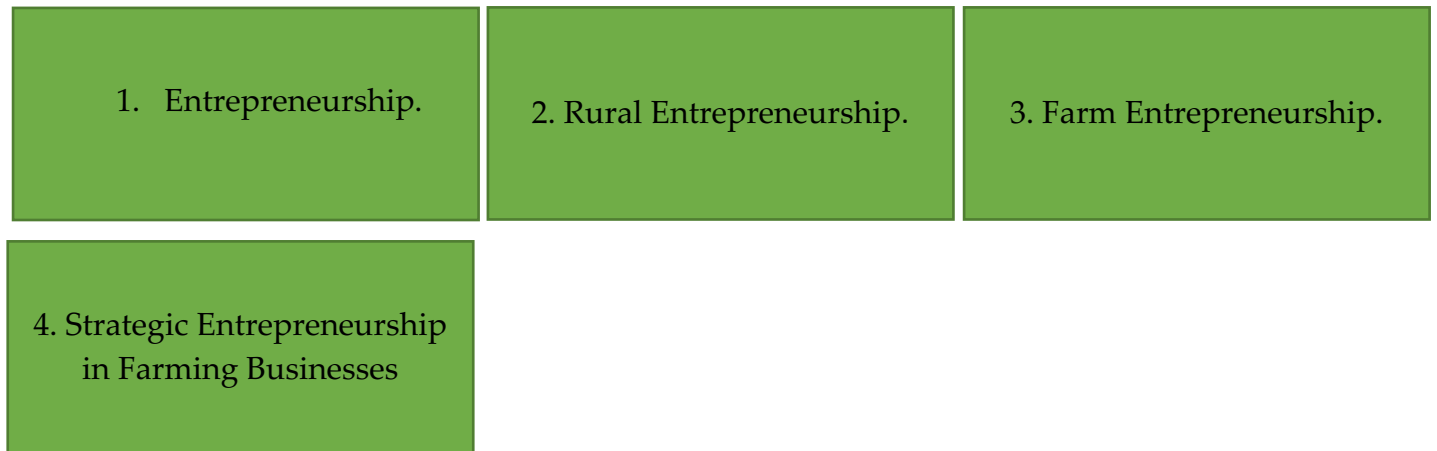 1. Entrepreneurship.
2. Rural Entrepreneurship.
3. Farm Entrepreneurship.
4. Strategic Entrepreneurship
in Farming Businesses